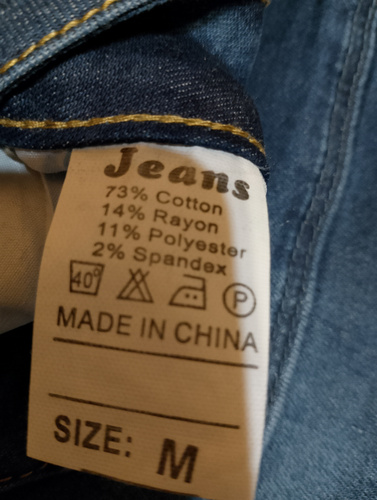 Jeans
73% Cotton
14% Rayon
11% Polyester
2% Spandex
40° P
MADE IN CHINA
SIZE: M